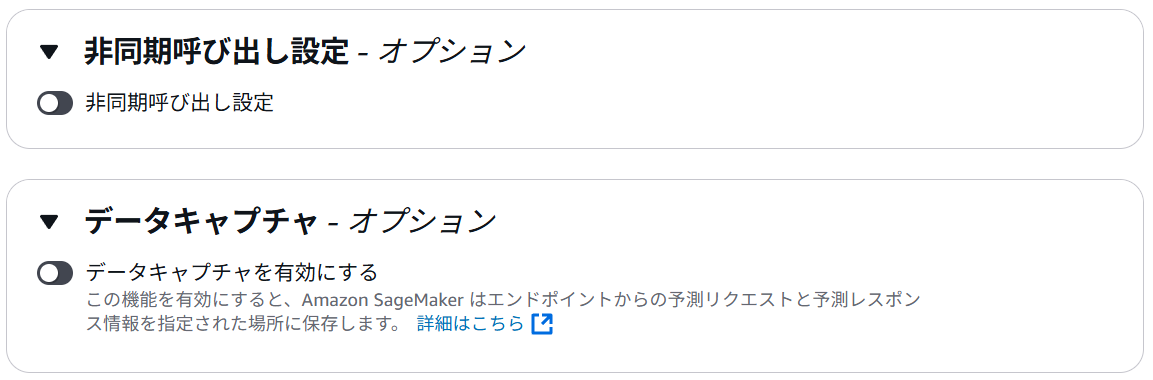 非同期呼び出し設定 - オプション
非同期呼び出し設定
データキャプチャ - オプション
データキャプチャを有効にする
この機能を有効にすると、Amazon SageMaker はエンドポイントからの予測リクエストと予測レスポン
ス情報を指定された場所に保存します。 詳細はこちら